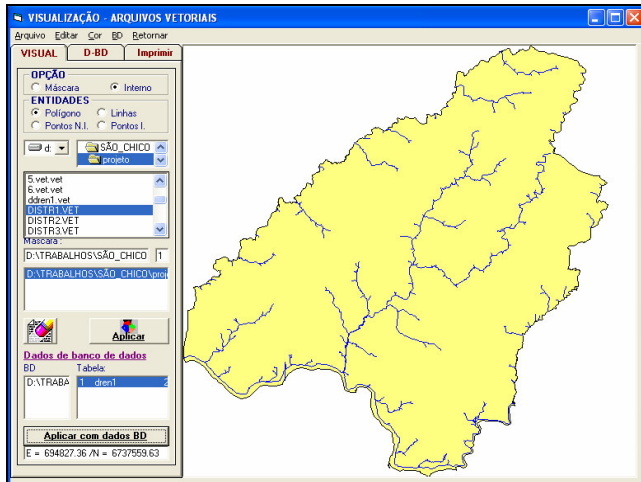 VISUALIZAÇÃO - ARQUIVOS VETORIAIS
Arquivo Editar Cor BD Retornar
VISUAL D-BD Imprimir
OPÇÃO
Máscara Interno
ENTIDADES
Polígono Linhas
Pontos N.I. Pontos I.
d: SÃO_CHICO
projeto
5.vet.vet
6.vet.vet
ddren1.vet
DISTR1.VET
DISTR2.VET
DISTR3.VET
Máscara :
D:\TRABALHOS\SÃO_CHICO 1
D:\TRABALHOS\SÃO_CHICO\proj
Aplicar
Dados de banco de dados
BD Tabela:
D:\TRABA 1 dren1 2
Aplicar com dados BD
E = 694827.36 /N = 6737559.63